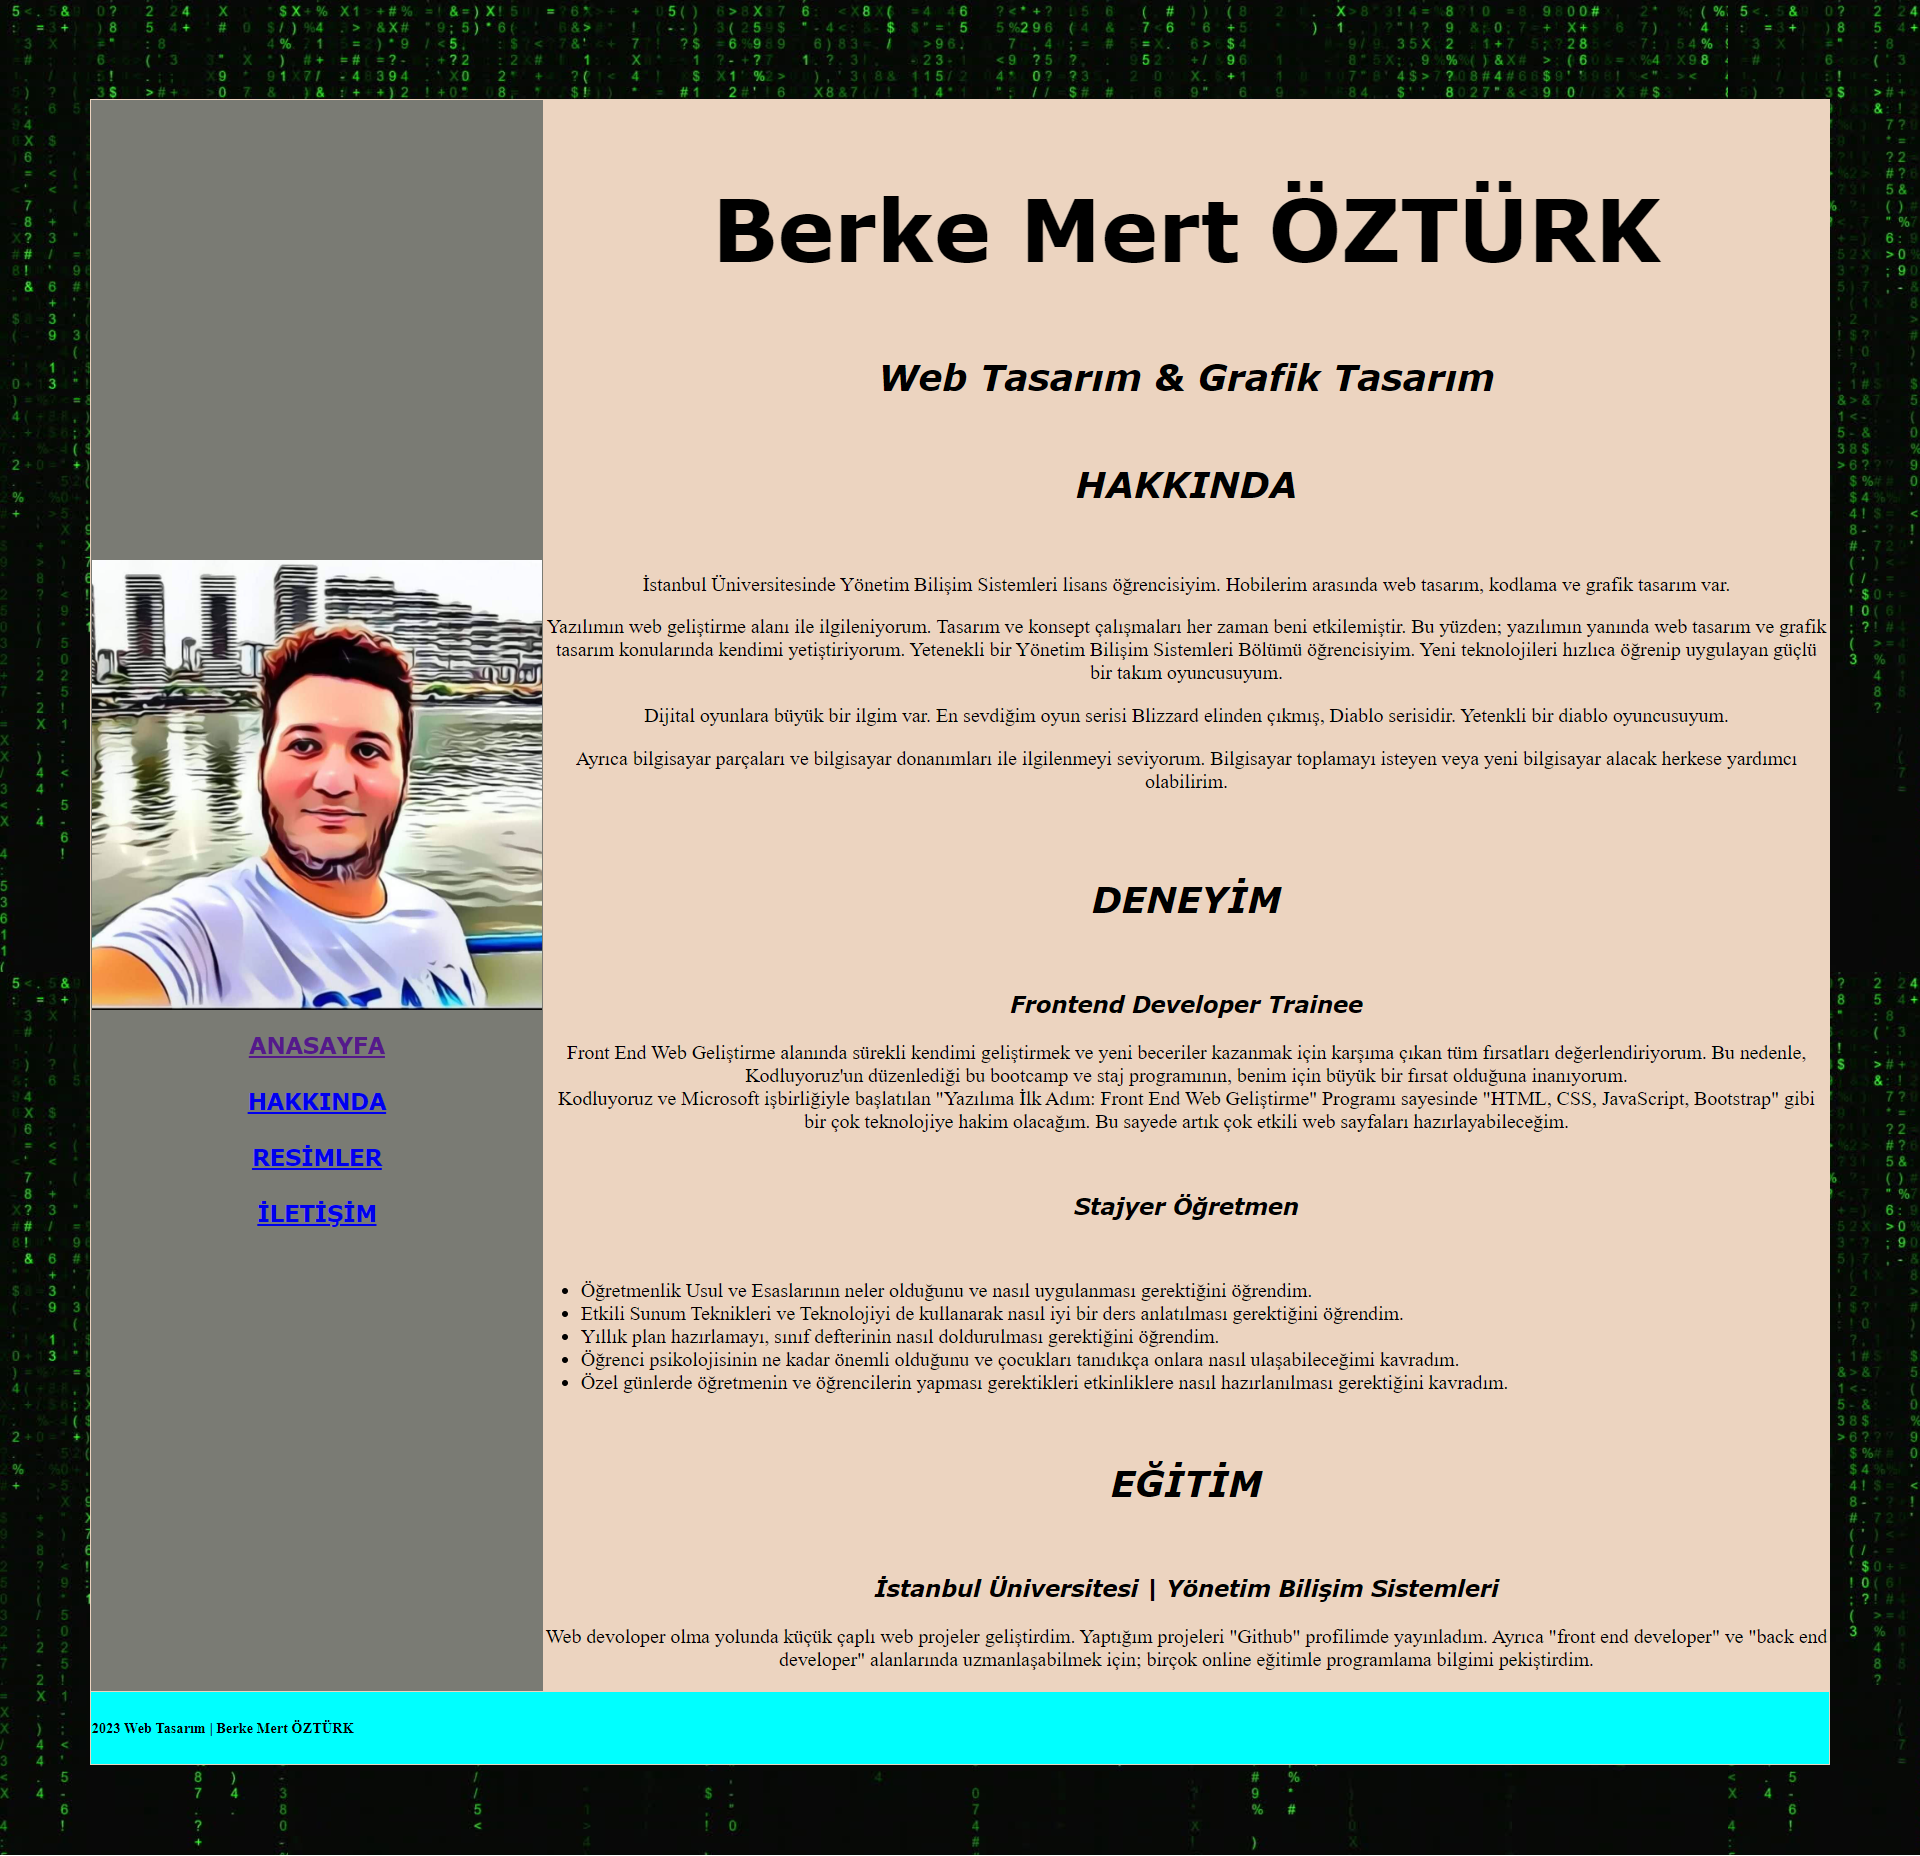 Berke Mert ÖZTÜRK
Web Tasarım & Grafik Tasarım
HAKKINDA
İstanbul Üniversitesinde Yönetim Bilişim Sistemleri lisans öğrencisiyim. Hobilerim arasında web tasarım, kodlama ve grafik tasarım var.
Yazılımın web geliştirme alanı ile ilgileniyorum. Tasarım ve konsept çalışmaları her zaman beni etkilemiştir. Bu yüzden; yazılımın yanında web tasarım ve grafik
tasarım konularında kendimi yetiştiriyorum. Yetenekli bir Yönetim Bilişim Sistemleri Bölümü öğrencisiyim. Yeni teknolojileri hızlıca öğrenip uygulayan güçlü
bir takım oyuncusuyum.
Dijital oyunlara büyük bir ilgim var. En sevdiğim oyun serisi Blizzard elinden çıkmış, Diablo serisidir. Yetenkli bir diablo oyuncusuyum.
Ayrıca bilgisayar parçaları ve bilgisayar donanımları ile ilgilenmeyi seviyorum. Bilgisayar toplamayı isteyen veya yeni bilgisayar alacak herkese yardımcı
olabilirim.
DENEYİM
Frontend Developer Trainee
Front End Web Geliştirme alanında sürekli kendimi geliştirmek ve yeni beceriler kazanmak için karşıma çıkan tüm fırsatları değerlendiriyorum. Bu nedenle,
Kodluyoruz'un düzenlediği bu bootcamp ve staj programının, benim için büyük bir fırsat olduğuna inanıyorum.
Kodluyoruz ve Microsoft işbirliğiyle başlatılan "Yazılıma İlk Adım: Front End Web Geliştirme" Programı sayesinde "HTML, CSS, JavaScript, Bootstrap" gibi
bir çok teknolojiye hakim olacağım. Bu sayede artık çok etkili web sayfaları hazırlayabileceğim.
Stajyer Öğretmen
• Öğretmenlik Usul ve Esaslarının neler olduğunu ve nasıl uygulanması gerektiğini öğrendim.
• Etkili Sunum Teknikleri ve Teknolojiyi de kullanarak nasıl iyi bir ders anlatılması gerektiğini öğrendim.
• Yıllık plan hazırlamayı, sınıf defterinin nasıl doldurulması gerektiğini öğrendim.
• Öğrenci psikolojisinin ne kadar önemli olduğunu ve çocukları tanıdıkça onlara nasıl ulaşabileceğimi kavradım.
• Özel günlerde öğretmenin ve öğrencilerin yapması gerektikleri etkinliklere nasıl hazırlanılması gerektiğini kavradım.
EĞİTİM
İstanbul Üniversitesi | Yönetim Bilişim Sistemleri
Web devoloper olma yolunda küçük çaplı web projeler geliştirdim. Yaptığım projeleri "Github" profilimde yayınladım. Ayrıca "front end developer" ve "back end
developer" alanlarında uzmanlaşabilmek için; birçok online eğitimle programlama bilgimi pekiştirdim.
ANASAYFA
HAKKINDA
RESİMLER
İLETİŞİM
2023 Web Tasarım | Berke Mert ÖZTÜRK